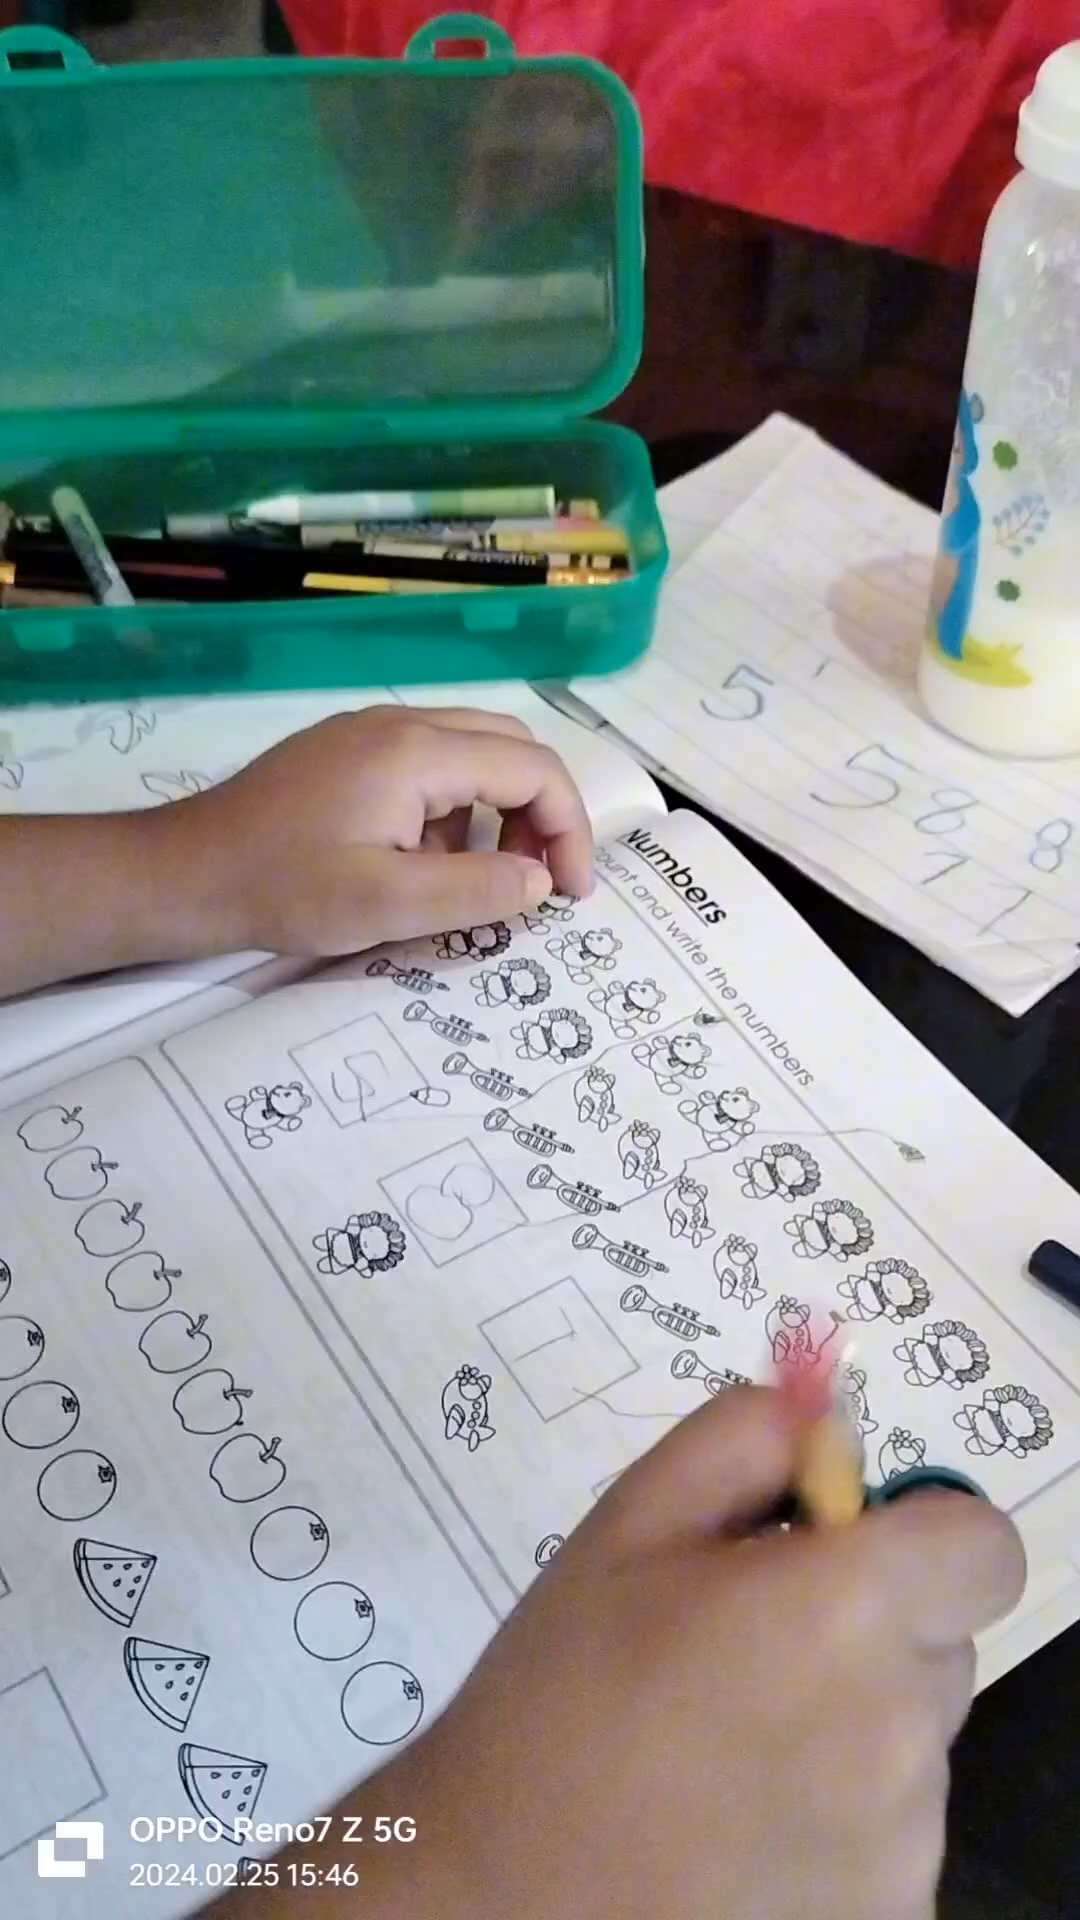 5
5 8 8
7 7
Numbers
count and write the numbers.
5
8
7
OPPO Reno7 Z 5G
2024.02.25 15:46